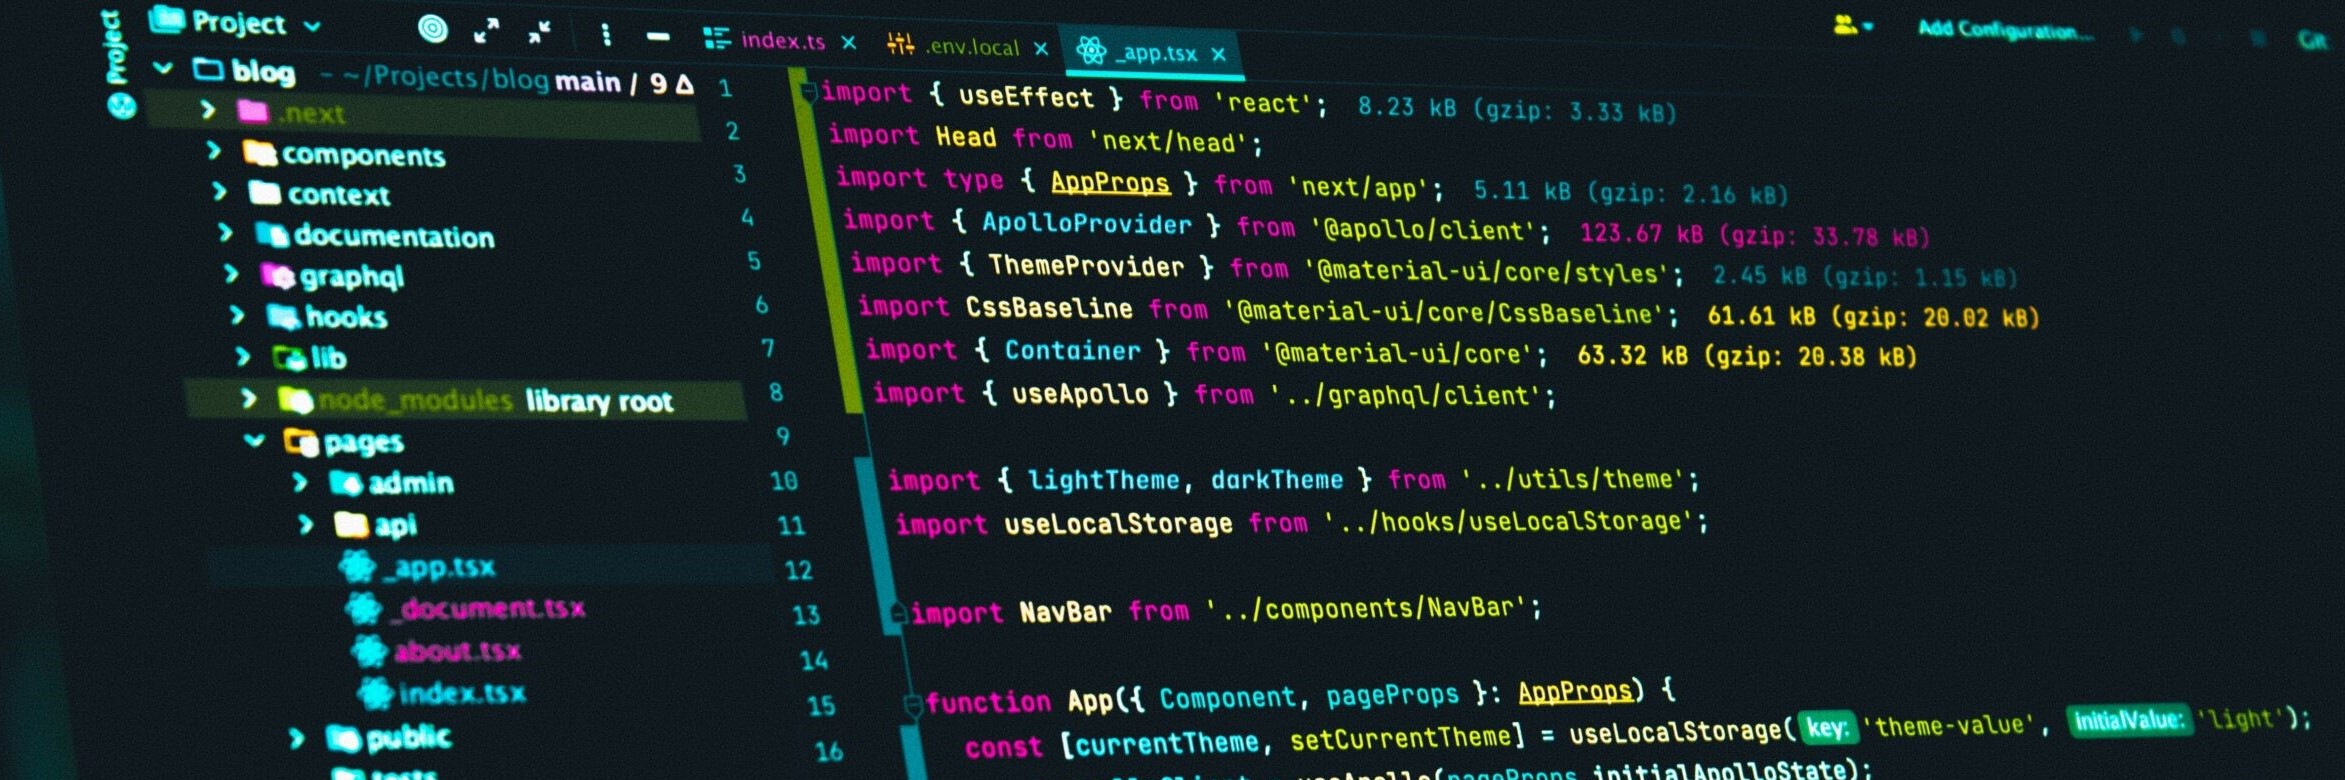 Project
Project
index.ts
.env.local
_app.tsx
Add Configuration...
Git
blog ~/Projects/blog main / 9 Δ
.next
components
context
documentation
graphql
hooks
lib
node_modules library root
pages
admin
api
_app.tsx
_document.tsx
about.tsx
index.tsx
public
tests
1 import { useEffect } from 'react'; 8.23 kB (gzip: 3.33 kB)
2 import Head from 'next/head';
3 import type { AppProps } from 'next/app'; 5.11 kB (gzip: 2.16 kB)
4 import { ApolloProvider } from '@apollo/client'; 123.67 kB (gzip: 33.78 kB)
5 import { ThemeProvider } from '@material-ui/core/styles'; 2.45 kB (gzip: 1.15 kB)
6 import CssBaseline from '@material-ui/core/CssBaseline'; 61.61 kB (gzip: 20.02 kB)
7 import { Container } from '@material-ui/core'; 63.32 kB (gzip: 20.38 kB)
8 import { useApollo } from '../graphql/client';
9
10 import { lightTheme, darkTheme } from '../utils/theme';
11 import useLocalStorage from '../hooks/useLocalStorage';
12
13 import NavBar from '../components/NavBar';
14
15 function App({ Component, pageProps }: AppProps) {
16 const [currentTheme, setCurrentTheme] = useLocalStorage( key: 'theme-value', initialValue: 'light');
useApollo(pageProps.initialApolloState);